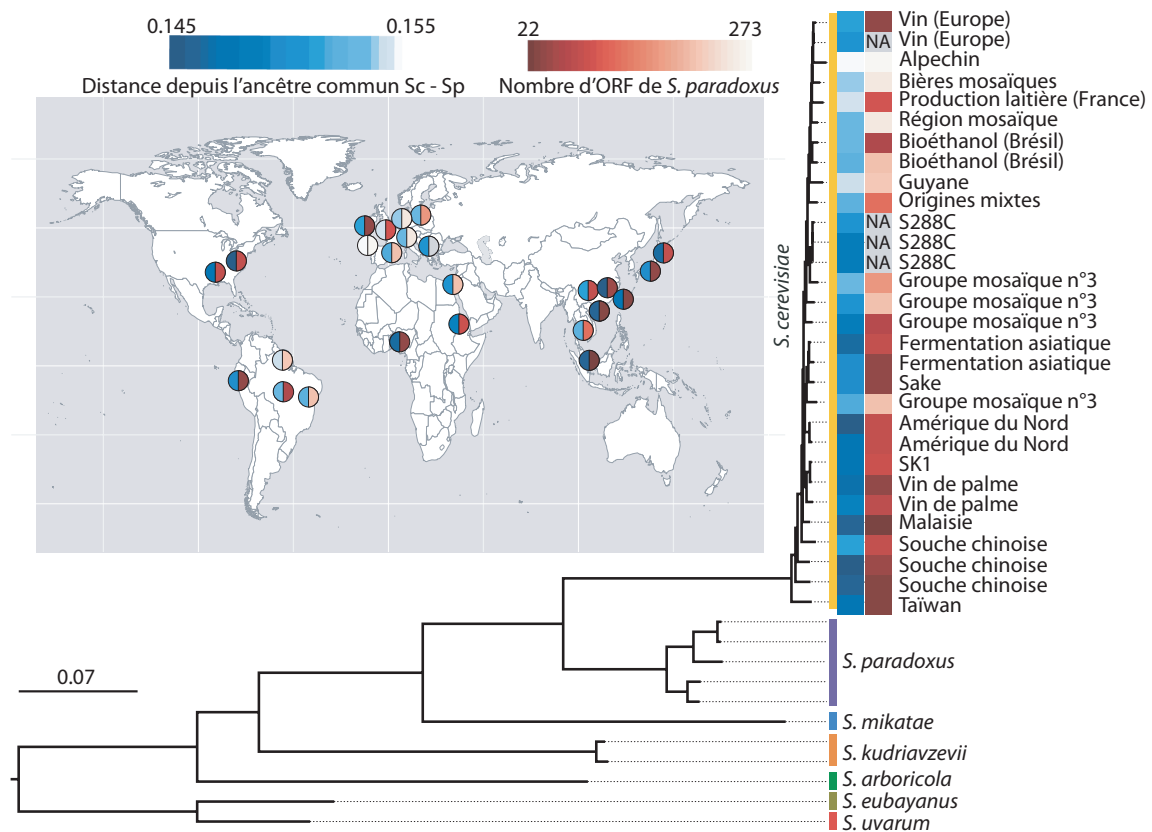 0.145 0.155
Distance depuis l’ancêtre commun Sc - Sp
22 273
Nombre d’ORF de S. paradoxus
S.cerevisiae
Vin (Europe)
NA Vin (Europe)
Alpechin
Bières mosaïques
Production laitière (France)
Région mosaïque
Bioéthanol (Brésil)
Bioéthanol (Brésil)
Guyane
Origines mixtes
NA S288C
NA S288C
NA S288C
Groupe mosaïque n°3
Groupe mosaïque n°3
Groupe mosaïque n°3
Fermentation asiatique
Fermentation asiatique
Sake
Groupe mosaïque n°3
Amérique du Nord
Amérique du Nord
SK1
Vin de palme
Vin de palme
Malaisie
Souche chinoise
Souche chinoise
Souche chinoise
Taïwan
0.07
S. paradoxus
S. mikatae
S. kudriavzevii
S. arboricola
S. eubayanus
S. uvarum